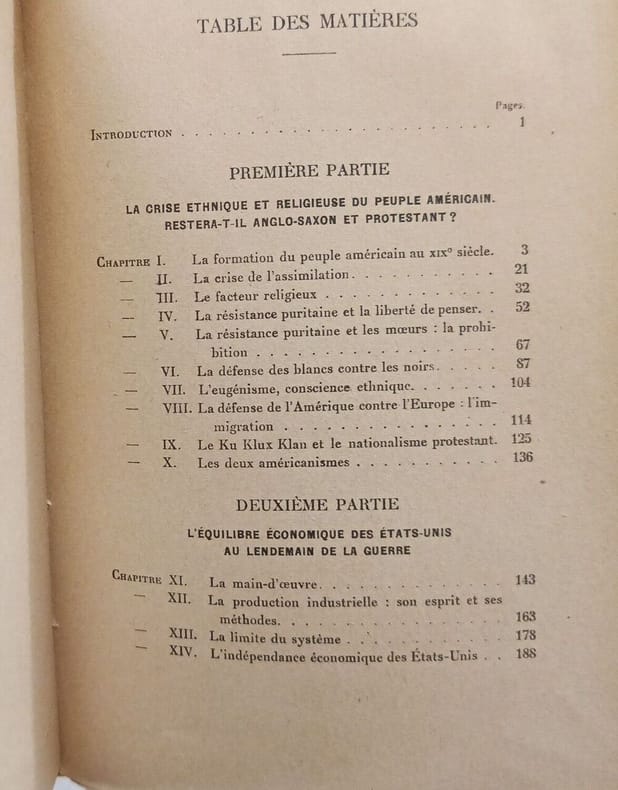 TABLE DES MATIÈRES
Pages.
INTRODUCTION . . . . . . . . . . . . . . . . . 1
PREMIÈRE PARTIE
LA CRISE ETHNIQUE ET RELIGIEUSE DU PEUPLE AMÉRICAIN.
RESTERA-T-IL ANGLO-SAXON ET PROTESTANT ?
CHAPITRE I. La formation du peuple américain au XIXe siècle. 3
— II. La crise de l'assimilation. . . . . . . . . . . 21
— III. Le facteur religieux . . . . . . . . . . . . . 32
— IV. La résistance puritaine et la liberté de penser. . 52
— V. La résistance puritaine et les mœurs : la prohi-
bition . . . . . . . . . . . . . . . . . 67
— VI. La défense des blancs contre les noirs. . . . . 87
— VII. L'eugénisme, conscience ethnique. . . . . . . 104
— VIII. La défense de l'Amérique contre l'Europe : l'im-
migration . . . . . . . . . . . . . . . 114
— IX. Le Ku Klux Klan et le nationalisme protestant. 125
— X. Les deux américanismes . . . . . . . . . . . 136
DEUXIÈME PARTIE
L'ÉQUILIBRE ÉCONOMIQUE DES ÉTATS-UNIS
AU LENDEMAIN DE LA GUERRE
CHAPITRE XI. La main-d'œuvre. . . . . . . . . . . . . . 143
— XII. La production industrielle : son esprit et ses
méthodes. . . . . . . . . . . . . . . . 163
— XIII. La limite du système . . . . . . . . . . . . 178
— XIV. L'indépendance économique des États-Unis . . 188